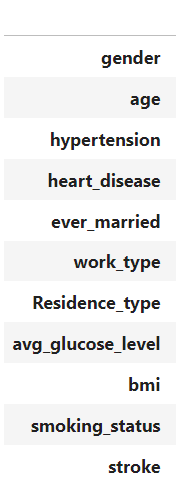 gender
age
hypertension
heart_disease
ever_married
work_type
Residence_type
avg_glucose_level
bmi
smoking_status
stroke